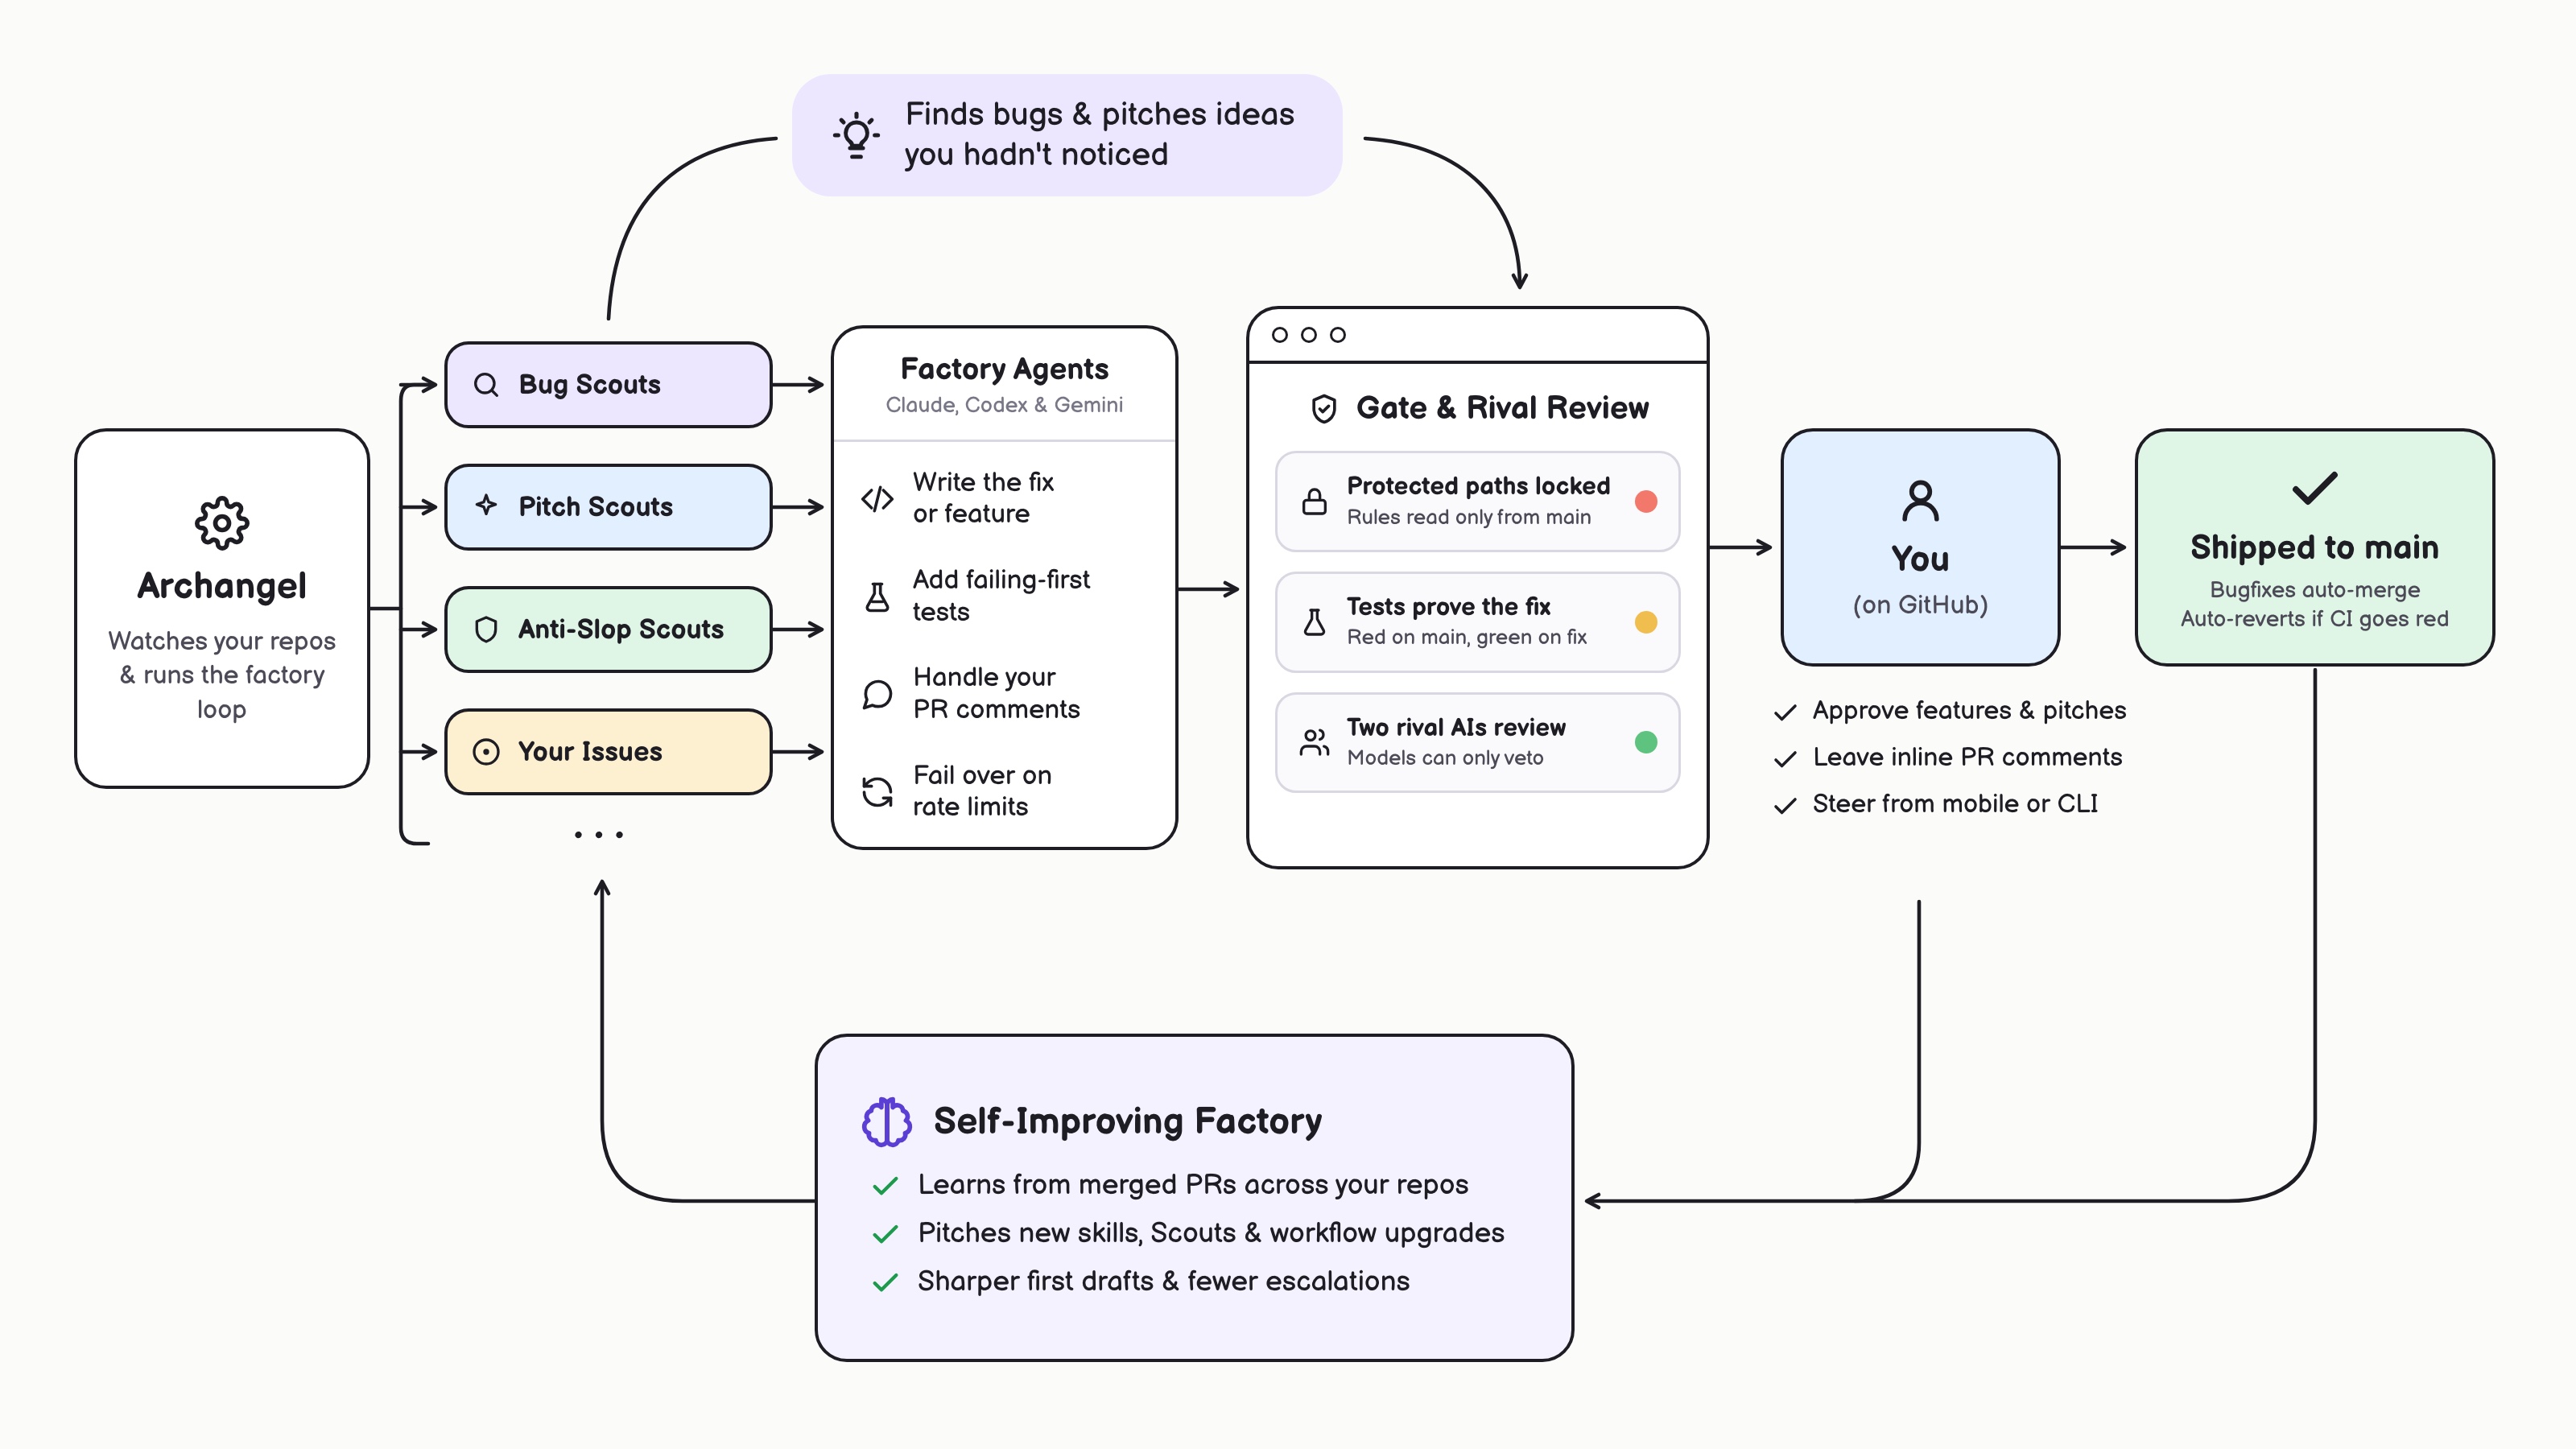 Finds bugs & pitches ideas
you hadn't noticed
Archangel
Watches your repos
& runs the factory
loop
Bug Scouts
Pitch Scouts
Anti-Slop Scouts
Your Issues
...
Factory Agents
Claude, Codex & Gemini
Write the fix
or feature
Add failing-first
tests
Handle your
PR comments
Fail over on
rate limits
Gate & Rival Review
Protected paths locked
Rules read only from main
Tests prove the fix
Red on main, green on fix
Two rival AIs review
Models can only veto
You
(on GitHub)
Approve features & pitches
Leave inline PR comments
Steer from mobile or CLI
Shipped to main
Bugfixes auto-merge
Auto-reverts if CI goes red
Self-Improving Factory
Learns from merged PRs across your repos
Pitches new skills, Scouts & workflow upgrades
Sharper first drafts & fewer escalations